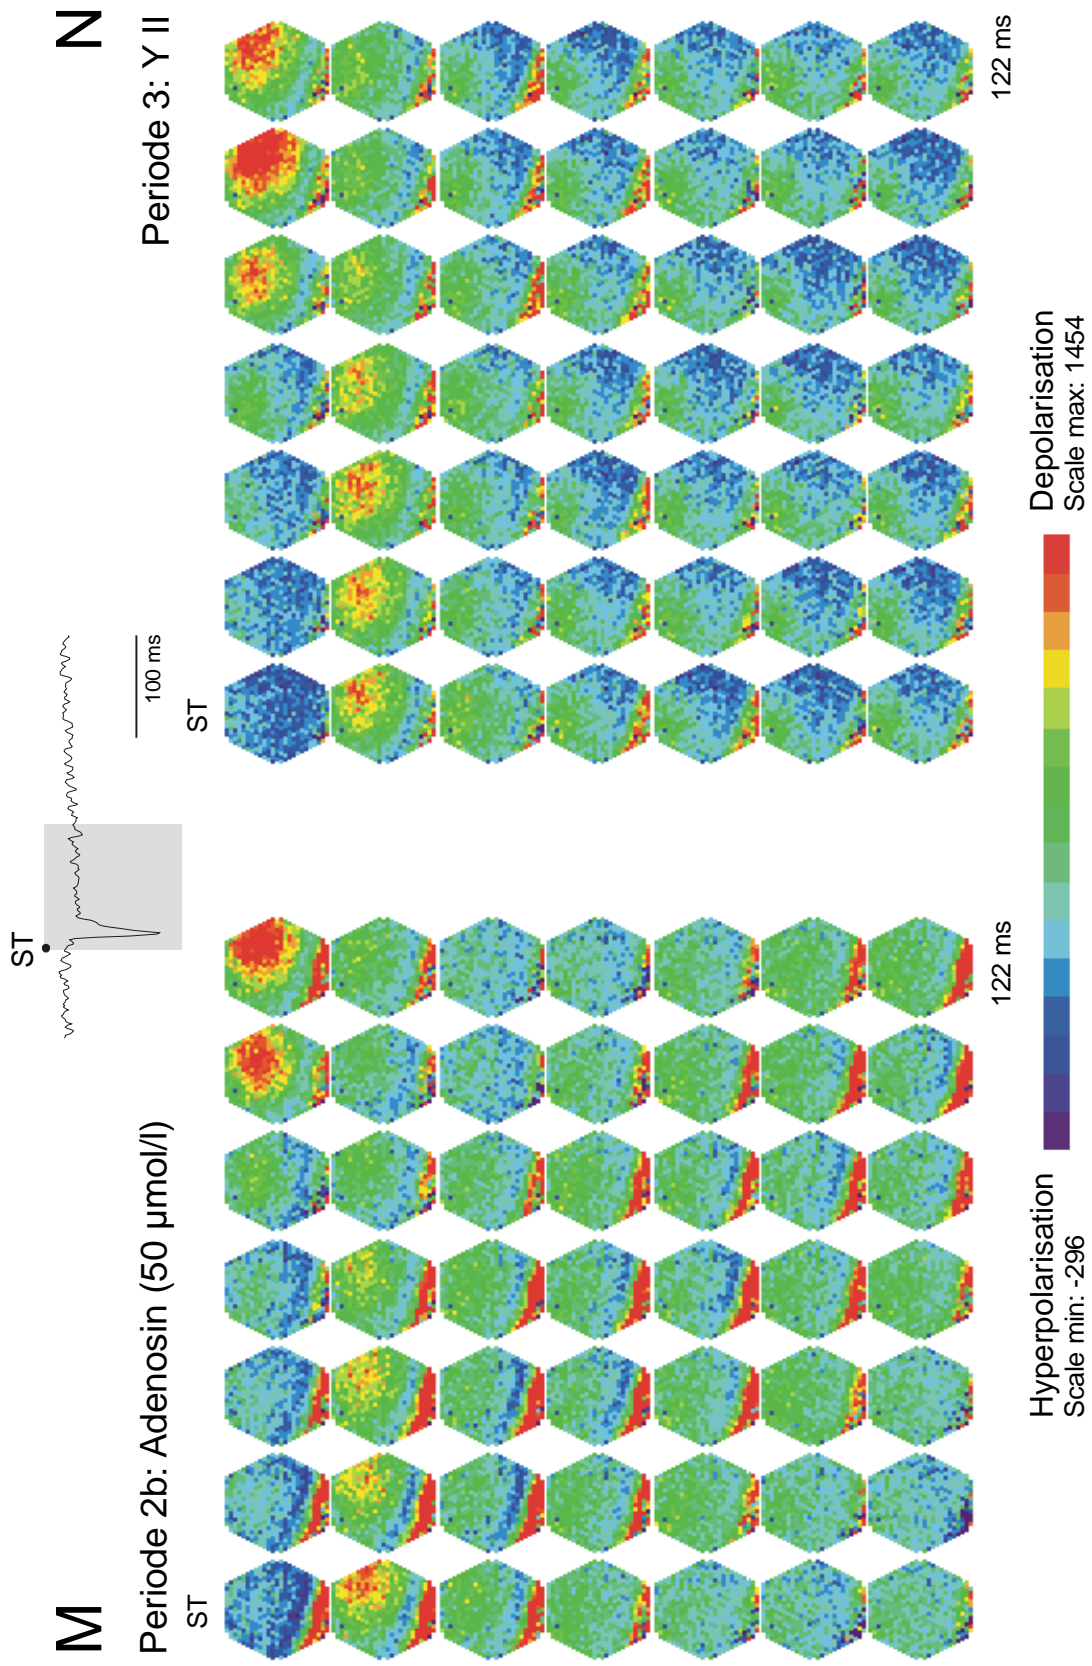 M
Periode 2b: Adenosin (50 µmol/l)
ST
122 ms
ST
100 ms
N
Periode 3: Y II
ST
122 ms
Hyperpolarisation
Scale min: -296
Depolarisation
Scale max: 1454